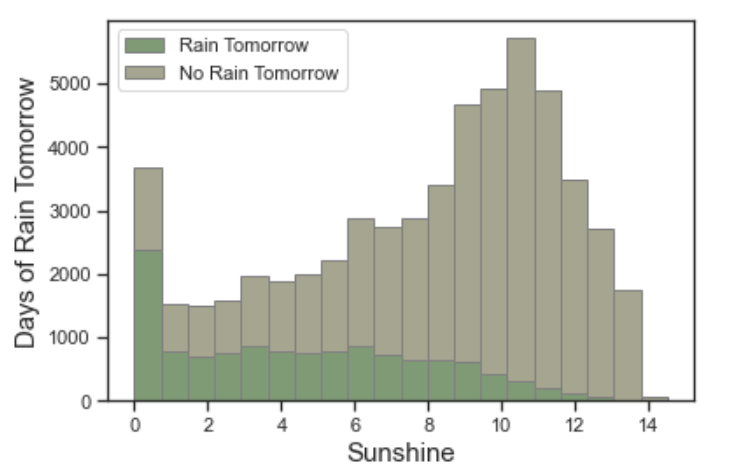 Rain Tomorrow
No Rain Tomorrow
Days of Rain Tomorrow
5000
4000
3000
2000
1000
0
0 2 4 6 8 10 12 14
Sunshine